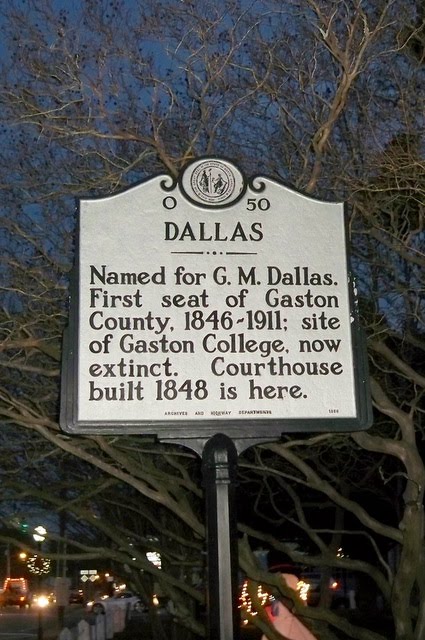 O 50
DALLAS
Named for G. M. Dallas.
First seat of Gaston
County, 1846-1911; site
of Gaston College, now
extinct. Courthouse
built 1848 is here.
ARCHIVES AND HIGHWAY DEPARTMENTS